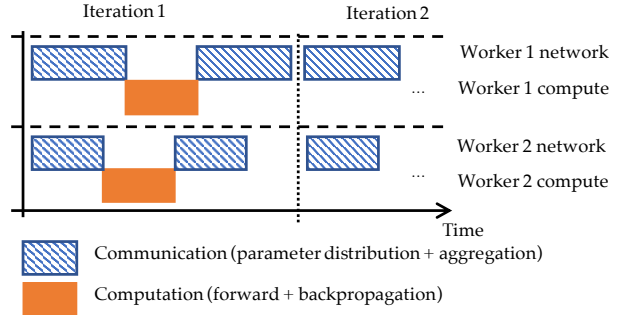 Iteration 1
Iteration 2
Worker 1 network
... Worker 1 compute
Worker 2 network
... Worker 2 compute
Time
Communication (parameter distribution + aggregation)
Computation (forward + backpropagation)